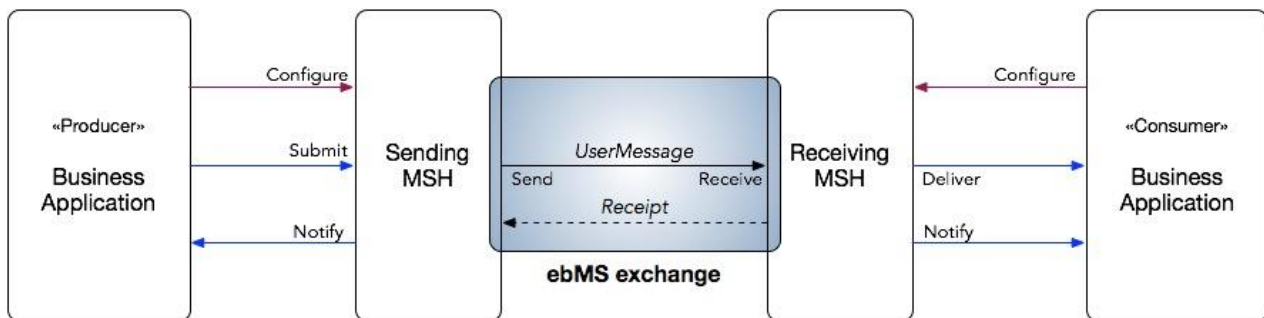 «Producer»
Business
Application
Configure
Submit
Notify
Sending
MSH
UserMessage
Send
Receive
Receipt
ebMS exchange
Receiving
MSH
Configure
Deliver
Notify
«Consumer»
Business
Application